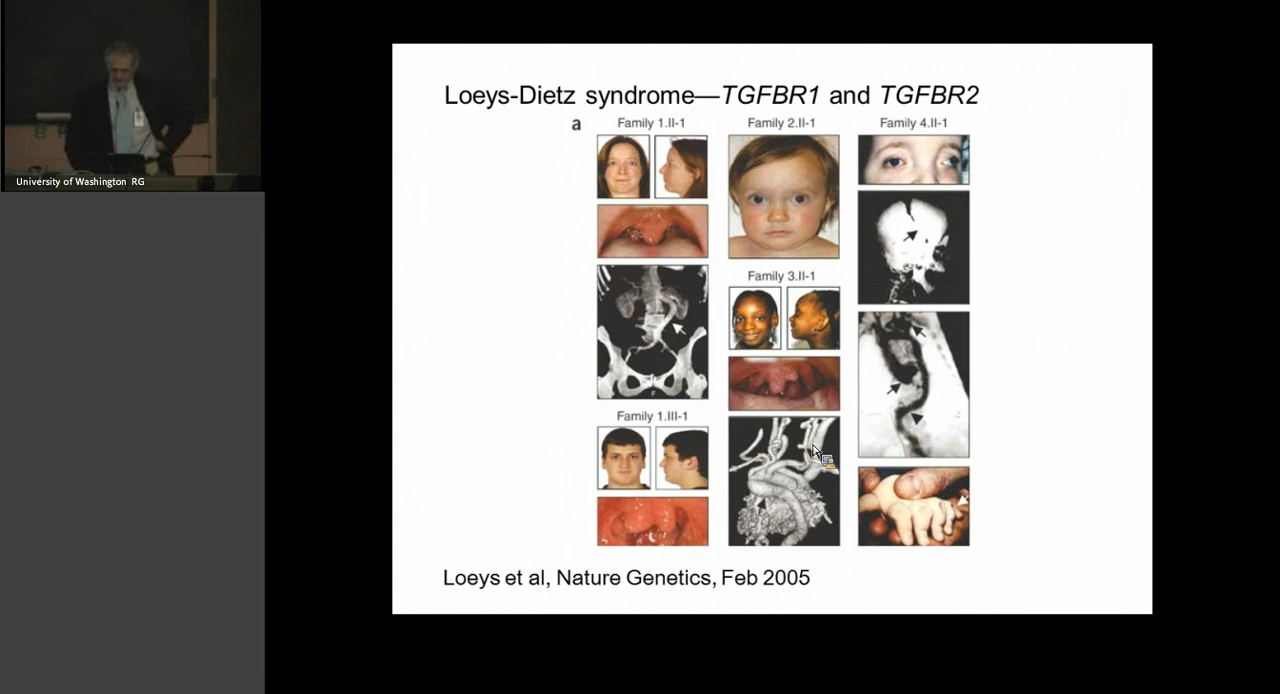 University of Washington RG
Loeys-Dietz syndrome—TGFBR1 and TGFBR2
a
Family 1.II-1
Family 2.II-1
Family 4.II-1
Family 3.II-1
Family 1.III-1
Loeys et al, Nature Genetics, Feb 2005